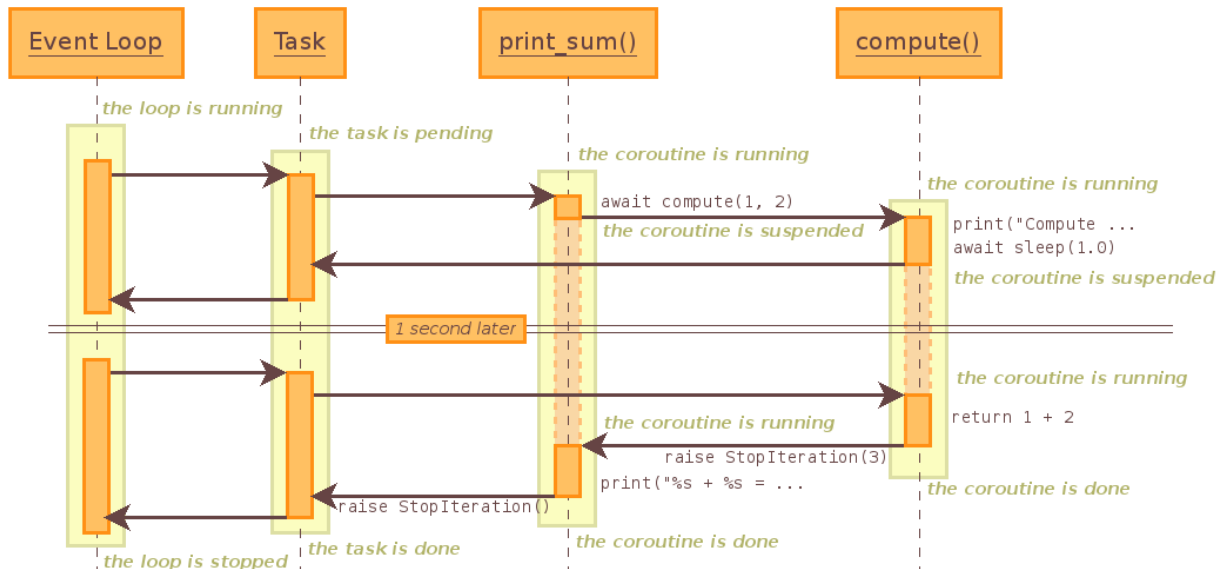 Event Loop
Task
print_sum()
compute()
the loop is running
the task is pending
the coroutine is running
the coroutine is running
await compute(1, 2)
print("Compute ...
the coroutine is suspended
await sleep(1.0)
the coroutine is suspended
1 second later
the coroutine is running
the coroutine is running
return 1 + 2
raise StopIteration(3)
print("%s + %s = ...
the coroutine is done
raise StopIteration()
the coroutine is done
the task is done
the loop is stopped